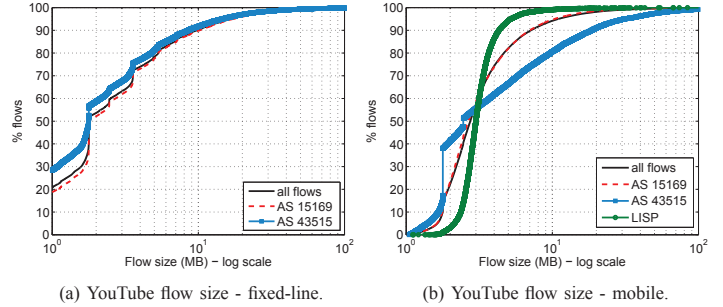 100
90
80
70
60
50
40
30
20
10
0
% flows
10^0
10^1
10^2
Flow size (MB) − log scale
all flows
AS 15169
AS 43515
(a) YouTube flow size - fixed-line.
100
90
80
70
60
50
40
30
20
10
0
% flows
10^0
10^1
10^2
Flow size (MB) − log scale
all flows
AS 15169
AS 43515
LISP
(b) YouTube flow size - mobile.